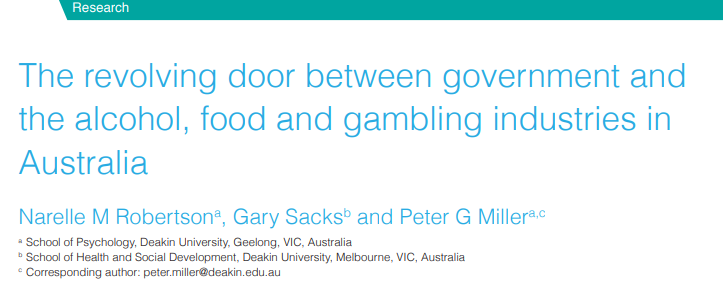 Research
The revolving door between government and
the alcohol, food and gambling industries in
Australia
Narelle M Robertsonᵃ, Gary Sacksᵇ and Peter G Millerᵃ,ᶜ
ᵃ School of Psychology, Deakin University, Geelong, VIC, Australia
ᵇ School of Health and Social Development, Deakin University, Melbourne, VIC, Australia
ᶜ Corresponding author: peter.miller@deakin.edu.au